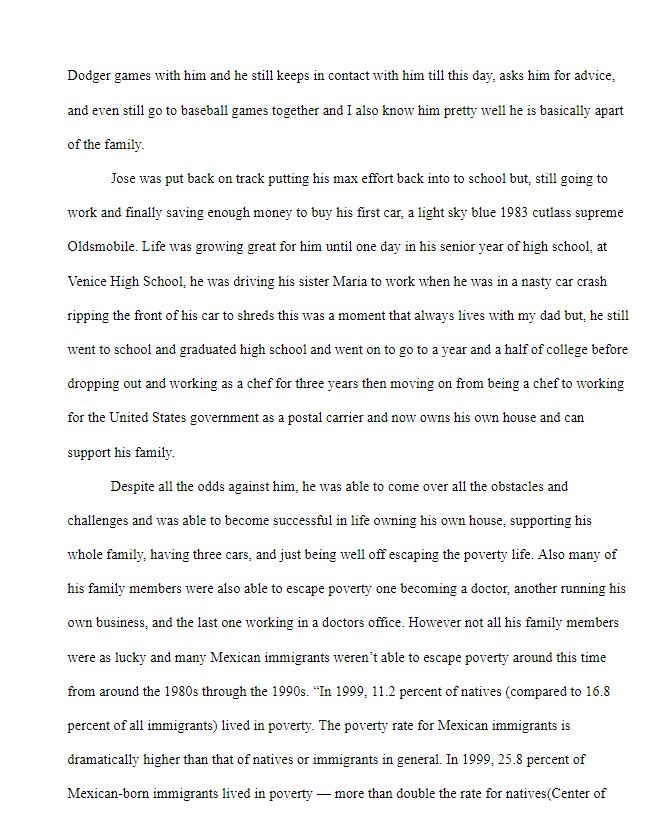 Dodger games with him and he still keeps in contact with him till this day, asks him for advice,
and even still go to baseball games together and I also know him pretty well he is basically apart
of the family.
Jose was put back on track putting his max effort back into to school but, still going to
work and finally saving enough money to buy his first car, a light sky blue 1983 cutlass supreme
Oldsmobile. Life was growing great for him until one day in his senior year of high school, at
Venice High School, he was driving his sister Maria to work when he was in a nasty car crash
ripping the front of his car to shreds this was a moment that always lives with my dad but, he still
went to school and graduated high school and went on to go to a year and a half of college before
dropping out and working as a chef for three years then moving on from being a chef to working
for the United States government as a postal carrier and now owns his own house and can
support his family.
Despite all the odds against him, he was able to come over all the obstacles and
challenges and was able to become successful in life owning his own house, supporting his
whole family, having three cars, and just being well off escaping the poverty life. Also many of
his family members were also able to escape poverty one becoming a doctor, another running his
own business, and the last one working in a doctors office. However not all his family members
were as lucky and many Mexican immigrants weren’t able to escape poverty around this time
from around the 1980s through the 1990s. “In 1999, 11.2 percent of natives (compared to 16.8
percent of all immigrants) lived in poverty. The poverty rate for Mexican immigrants is
dramatically higher than that of natives or immigrants in general. In 1999, 25.8 percent of
Mexican-born immigrants lived in poverty — more than double the rate for natives(Center of